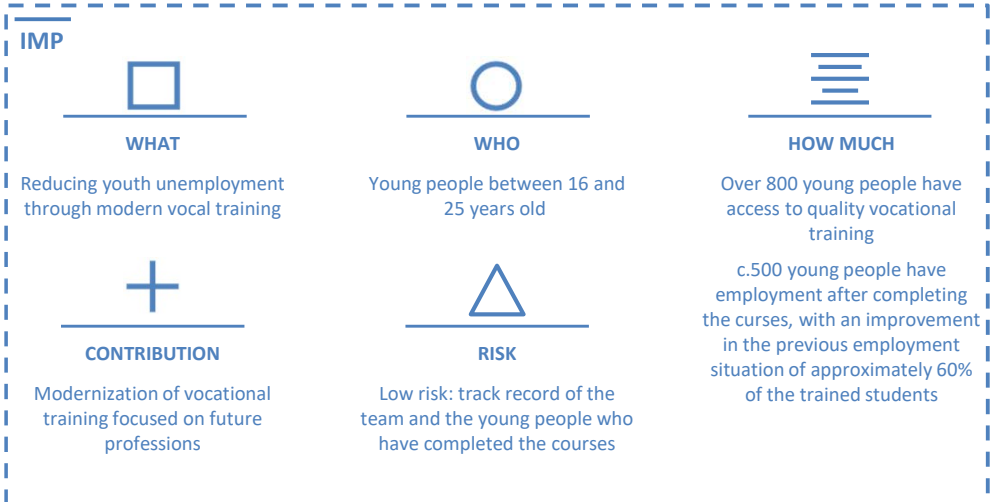 IMP
WHAT
Reducing youth unemployment
through modern vocal training
WHO
Young people between 16 and
25 years old
HOW MUCH
Over 800 young people have
access to quality vocational
training
c.500 young people have
employment after completing
the curses, with an improvement
in the previous employment
situation of approximately 60%
of the trained students
CONTRIBUTION
Modernization of vocational
training focused on future
professions
RISK
Low risk: track record of the
team and the young people who
have completed the courses